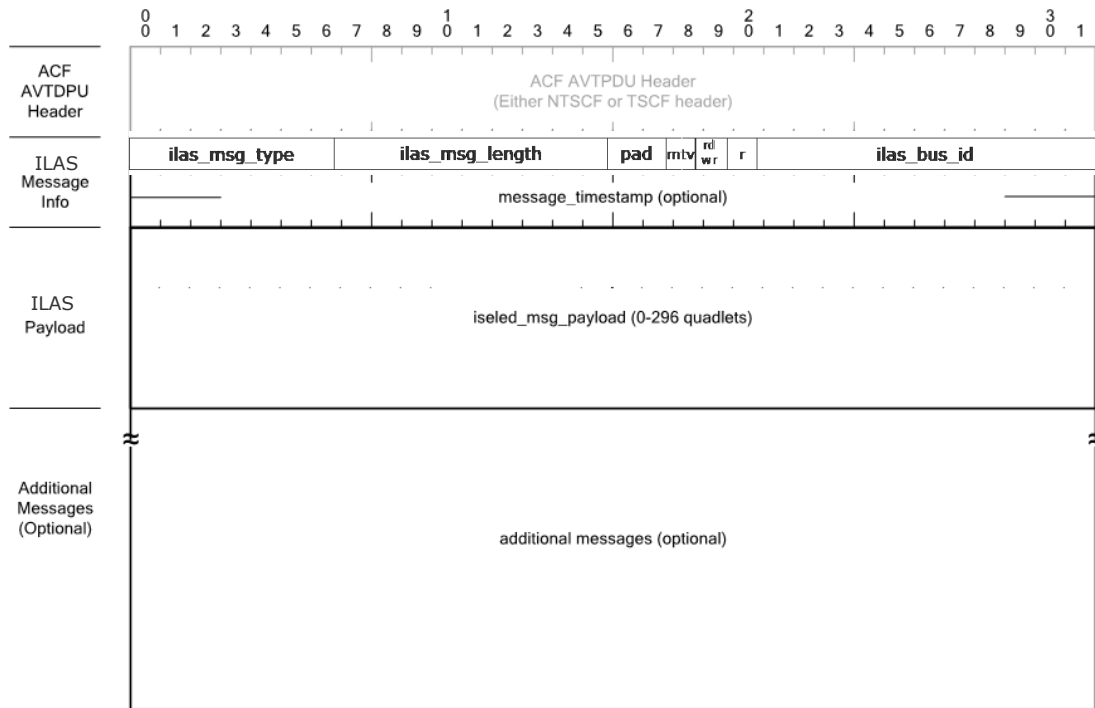 0 1 2 3
0 1 2 3 4 5 6 7 8 9 0 1 2 3 4 5 6 7 8 9 0 1 2 3 4 5 6 7 8 9 0 1
ACF
AVTDPU
Header
ACF AVTPDU Header
(Either NTSCF or TSCF header)
ILAS
Message
Info
ilas_msg_type ilas_msg_length pad mtv rd wr r ilas_bus_id
message_timestamp (optional)
ILAS
Payload
iseled_msg_payload (0-296 quadlets)
Additional
Messages
(Optional)
additional messages (optional)